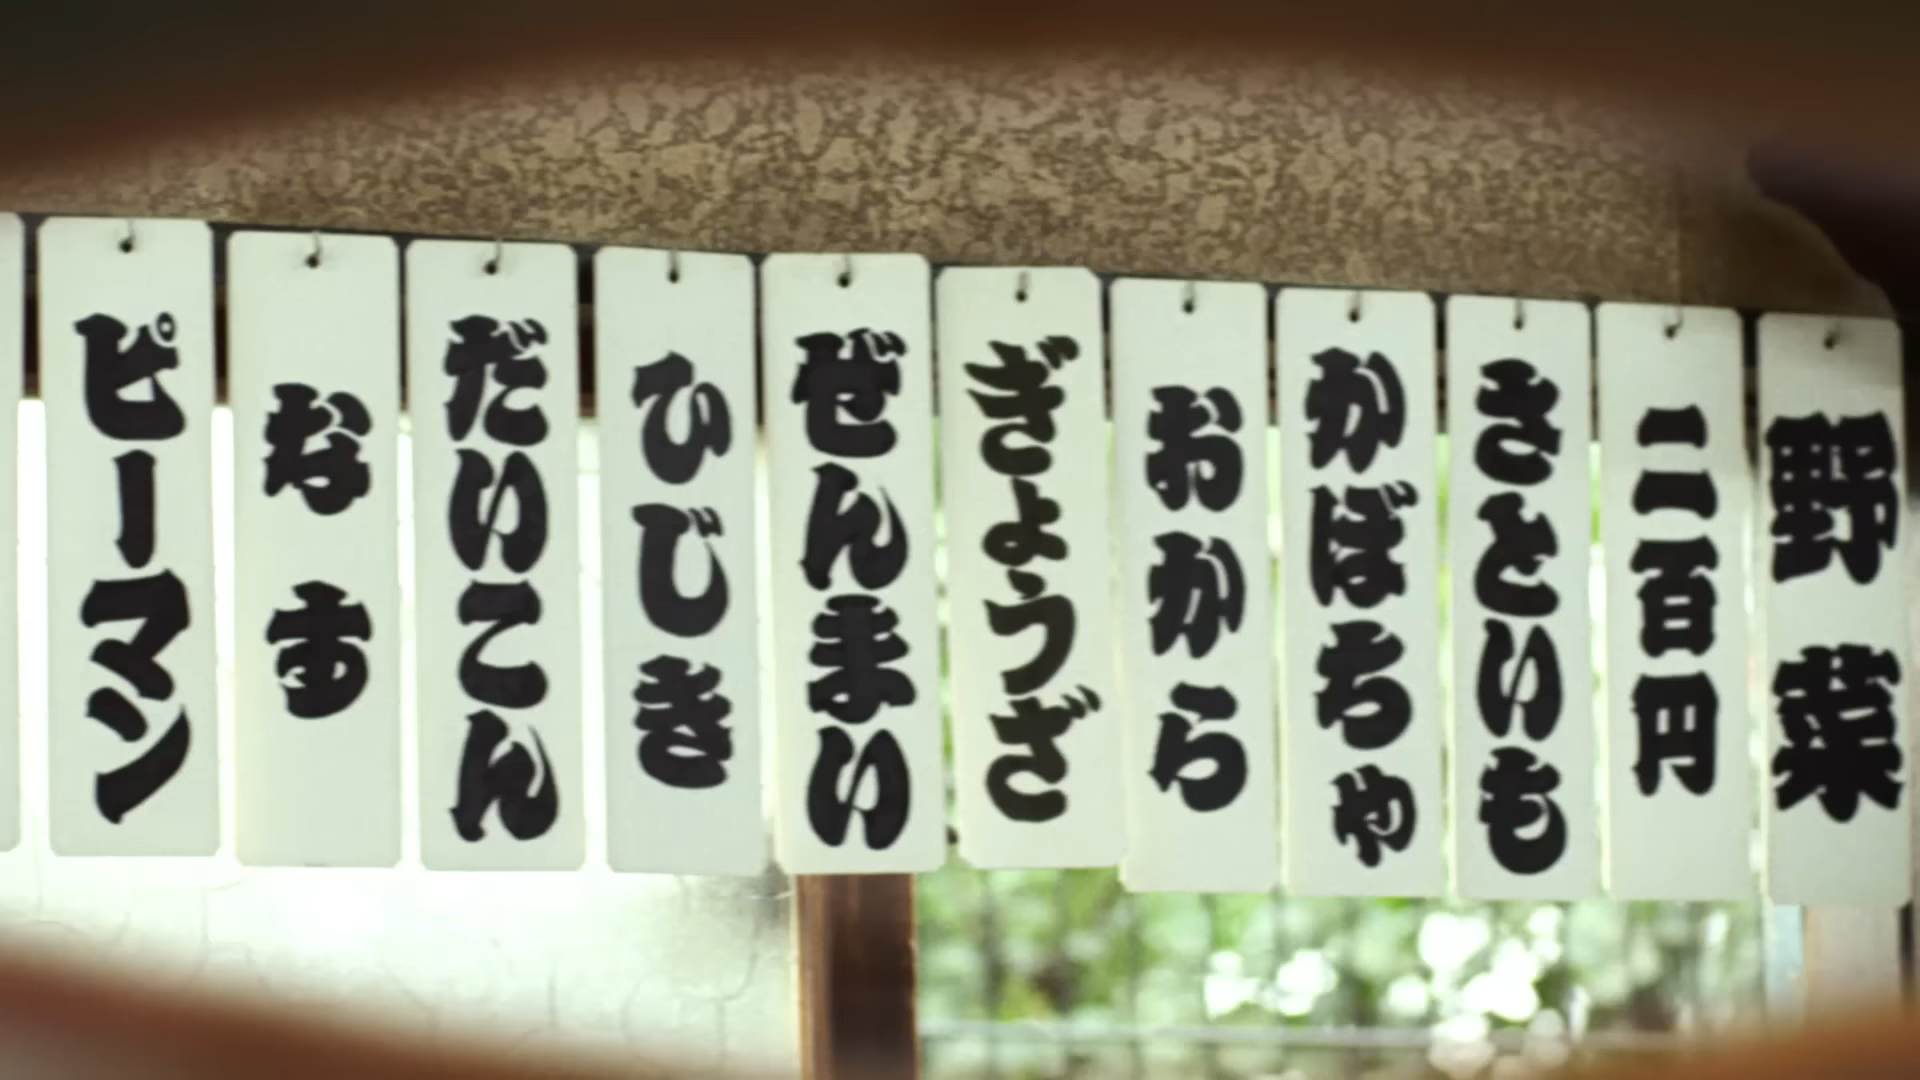 野菜
二百円
さといも
かぼちゃ
おから
ぎょうざ
ぜんまい
ひじき
だいこん
なす
ピーマン